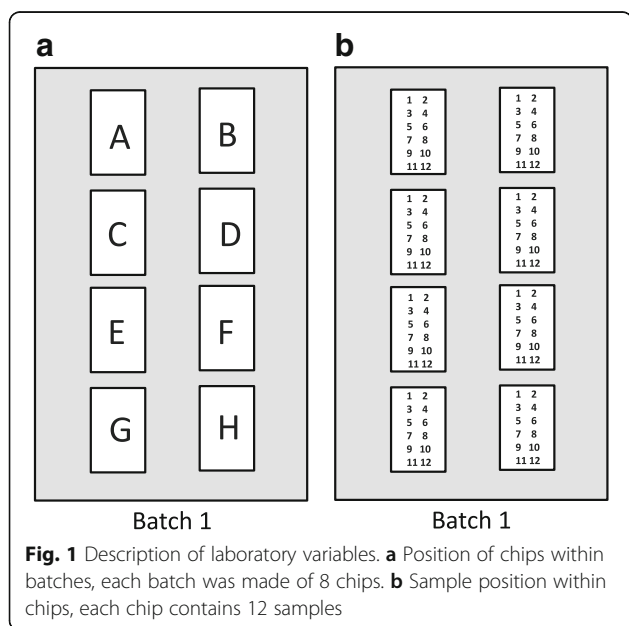 a
A B
C D
E F
G H
Batch 1
b
1 2 1 2
3 4 3 4
5 6 5 6
7 8 7 8
9 10 9 10
11 12 11 12
1 2 1 2
3 4 3 4
5 6 5 6
7 8 7 8
9 10 9 10
11 12 11 12
1 2 1 2
3 4 3 4
5 6 5 6
7 8 7 8
9 10 9 10
11 12 11 12
1 2 1 2
3 4 3 4
5 6 5 6
7 8 7 8
9 10 9 10
11 12 11 12
Batch 1
Fig. 1 Description of laboratory variables. a Position of chips within
batches, each batch was made of 8 chips. b Sample position within
chips, each chip contains 12 samples